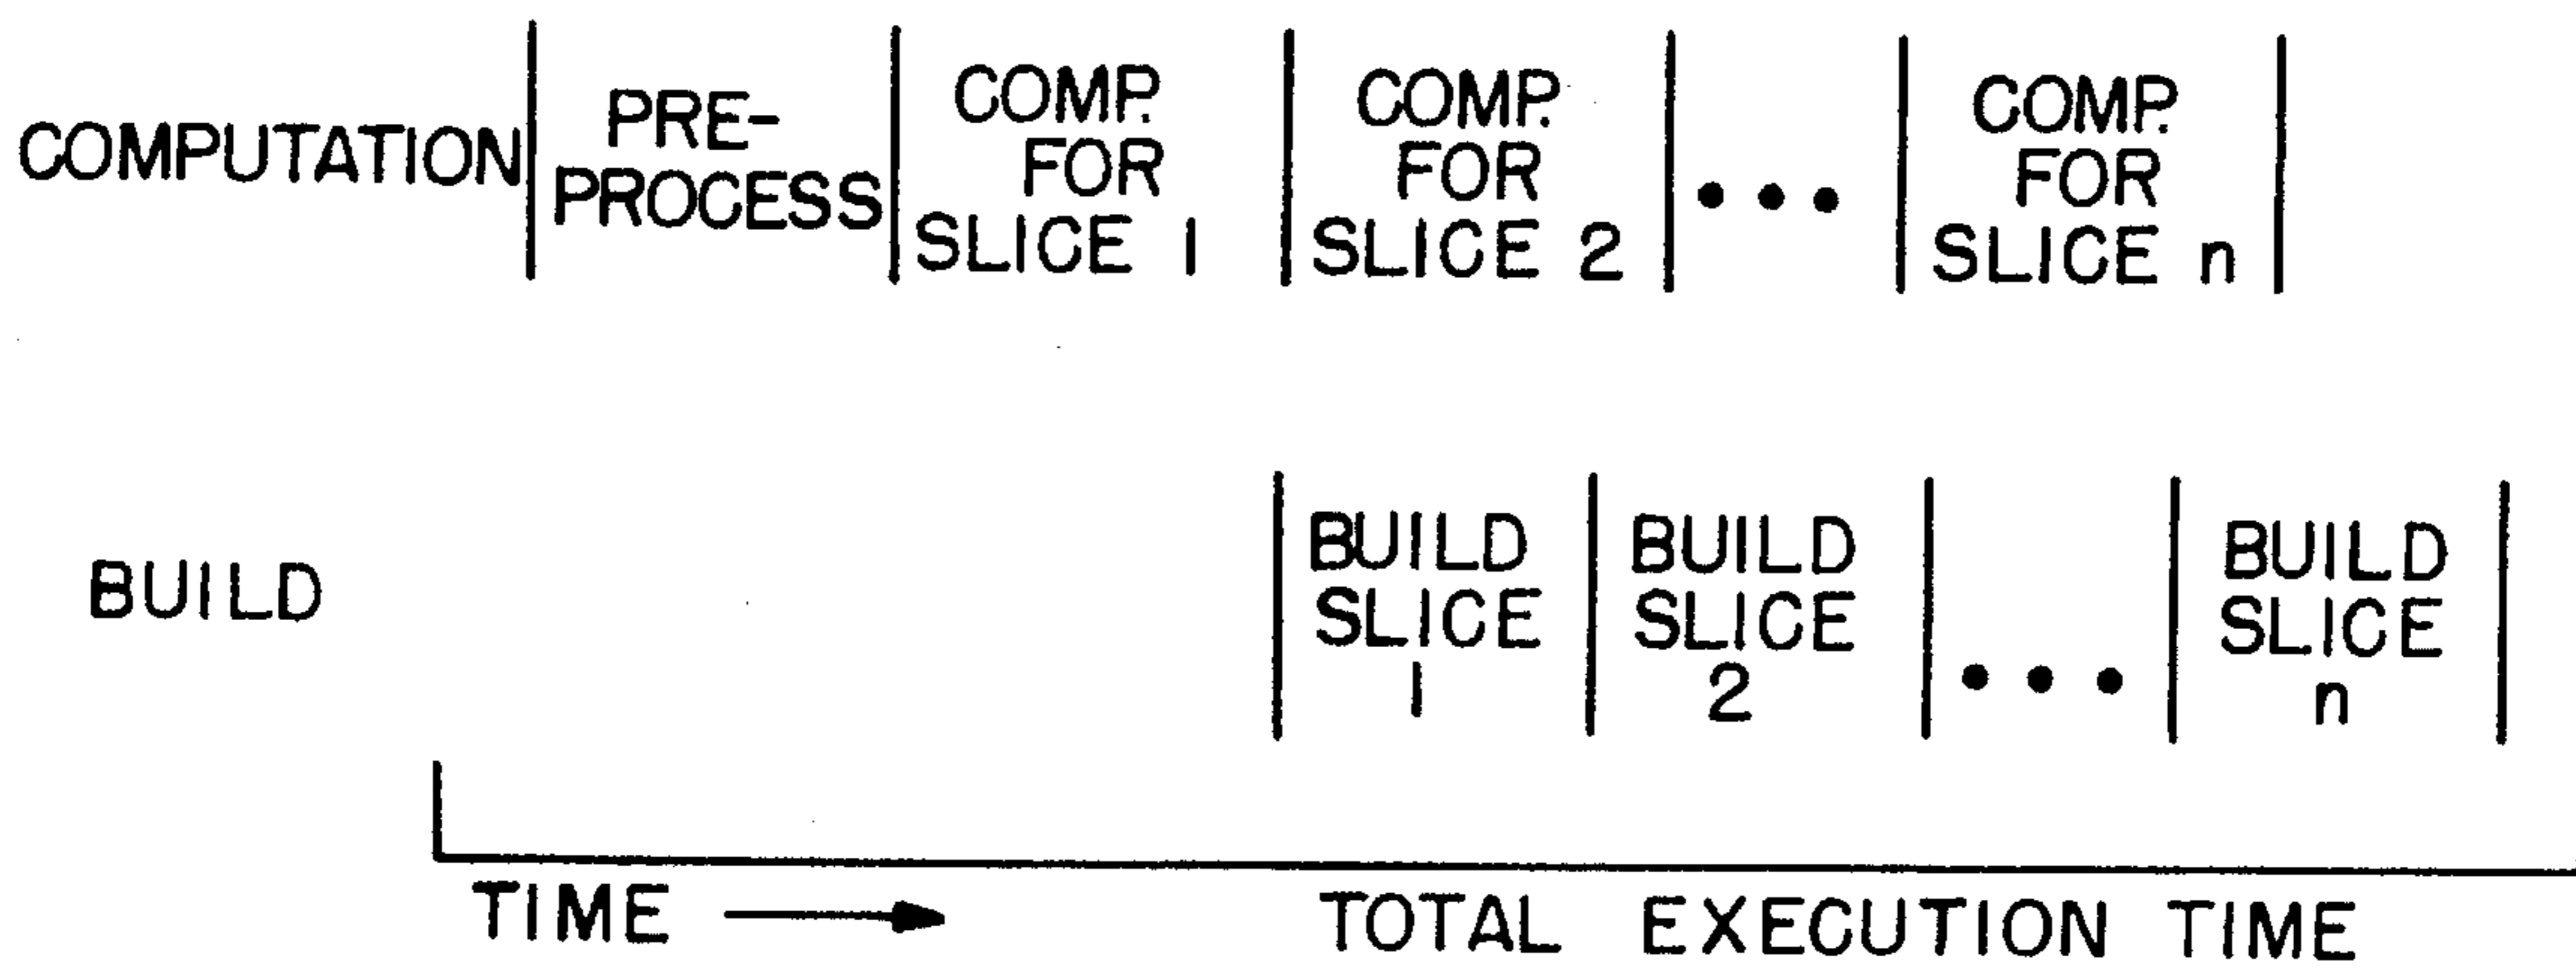 COMPUTATION
PRE-
PROCESS
COMP.
FOR
SLICE 1
COMP.
FOR
SLICE 2
COMP.
FOR
SLICE n
BUILD
BUILD
SLICE
1
BUILD
SLICE
2
BUILD
SLICE
n
TIME
TOTAL EXECUTION TIME